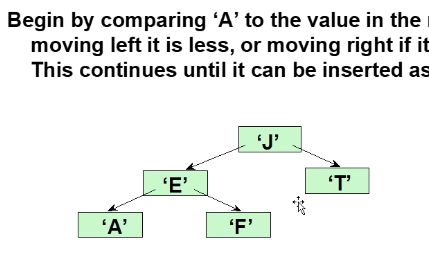 Begin by comparing ‘A’ to the value in the
moving left it is less, or moving right if it
This continues until it can be inserted as
‘J’
‘E’
‘T’
‘A’
‘F’